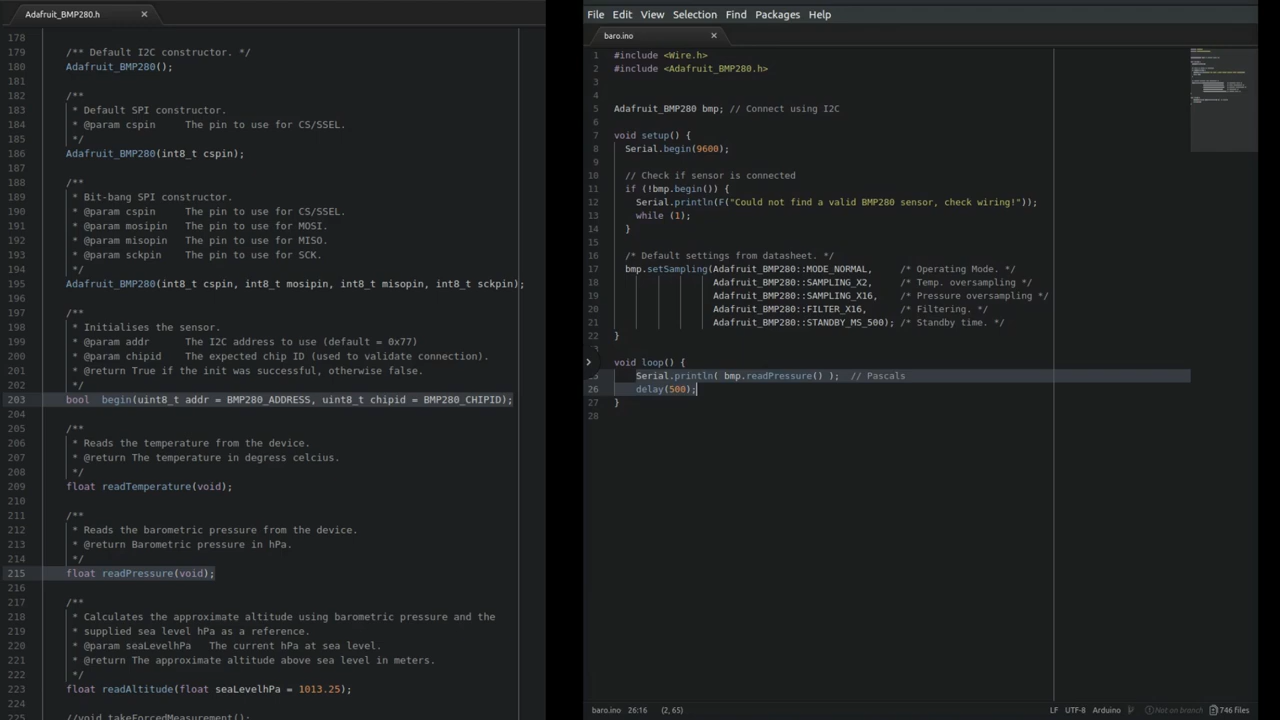 Adafruit_BMP280.h
178
179 /** Default I2C constructor. */
180 Adafruit_BMP280();
181
182 /**
183 * Default SPI constructor.
184 * @param cspin The pin to use for CS/SSEL.
185 */
186 Adafruit_BMP280(int8_t cspin);
187
188 /**
189 * Bit-bang SPI constructor.
190 * @param cspin The pin to use for CS/SSEL.
191 * @param mosipin The pin to use for MOSI.
192 * @param misopin The pin to use for MISO.
193 * @param sckpin The pin to use for SCK.
194 */
195 Adafruit_BMP280(int8_t cspin, int8_t mosipin, int8_t misopin, int8_t sckpin);
196
197 /**
198 * Initialises the sensor.
199 * @param addr The I2C address to use (default = 0x77)
200 * @param chipid The expected chip ID (used to validate connection).
201 * @return True if the init was successful, otherwise false.
202 */
203 bool begin(uint8_t addr = BMP280_ADDRESS, uint8_t chipid = BMP280_CHIPID);
204
205 /**
206 * Reads the temperature from the device.
207 * @return The temperature in degress celcius.
208 */
209 float readTemperature(void);
210
211 /**
212 * Reads the barometric pressure from the device.
213 * @return Barometric pressure in hPa.
214 */
215 float readPressure(void);
216
217 /**
218 * Calculates the approximate altitude using barometric pressure and the
219 * supplied sea level hPa as a reference.
220 * @param seaLevelhPa The current hPa at sea level.
221 * @return The approximate altitude above sea level in meters.
222 */
223 float readAltitude(float seaLevelhPa = 1013.25);
224
225 //void takeForcedMeasurement();
File Edit View Selection Find Packages Help
baro.ino
1 #include <Wire.h>
2 #include <Adafruit_BMP280.h>
3
4
5 Adafruit_BMP280 bmp; // Connect using I2C
6
7 void setup() {
8 Serial.begin(9600);
9
10 // Check if sensor is connected
11 if (!bmp.begin()) {
12 Serial.println(F("Could not find a valid BMP280 sensor, check wiring!"));
13 while (1);
14 }
15
16 /* Default settings from datasheet. */
17 bmp.setSampling(Adafruit_BMP280::MODE_NORMAL, /* Operating Mode. */
18 Adafruit_BMP280::SAMPLING_X2, /* Temp. oversampling */
19 Adafruit_BMP280::SAMPLING_X16, /* Pressure oversampling */
20 Adafruit_BMP280::FILTER_X16, /* Filtering. */
21 Adafruit_BMP280::STANDBY_MS_500); /* Standby time. */
22 }
23
void loop() {
25 Serial.println( bmp.readPressure() ); // Pascals
26 delay(500);
27 }
28
baro.ino 26:16 (2, 65) LF UTF-8 Arduino Not on branch 1746 files